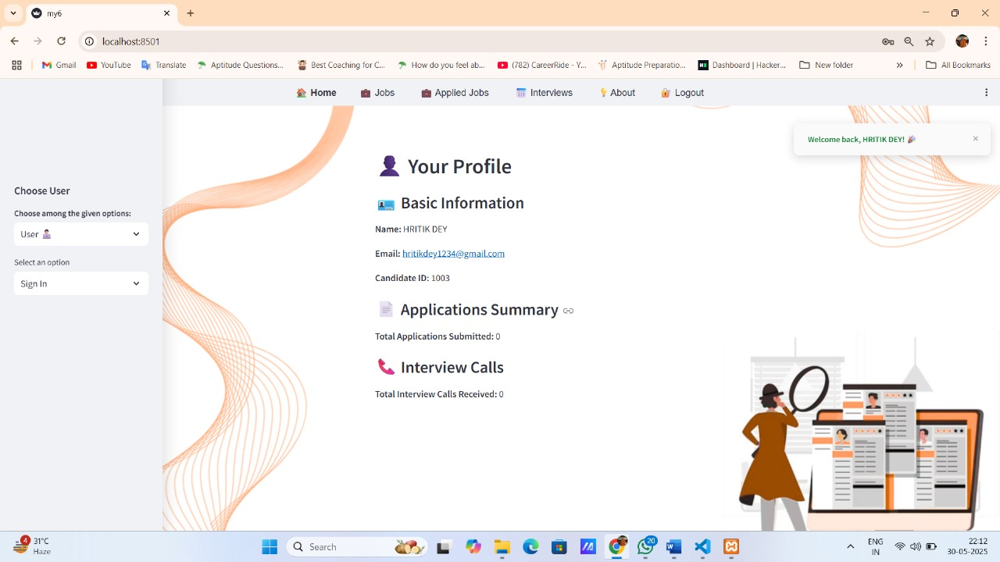 my6
localhost:8501
Gmail YouTube Translate Aptitude Questions... Best Coaching for C... How do you feel ab... (782) CareerRide - Y... Aptitude Preparatio... Dashboard | Hacker... New folder » All Bookmarks
Home Jobs Applied Jobs Interviews About Logout
Welcome back, HRITIK DEY!
Choose User
Choose among the given options:
User
Select an option
Sign In
Your Profile
Basic Information
Name: HRITIK DEY
Email: hritikdey1234@gmail.com
Candidate ID: 1003
Applications Summary
Total Applications Submitted: 0
Interview Calls
Total Interview Calls Received: 0
4
31°C
Haze
Search
20
ENG
IN
22:12
30-05-2025